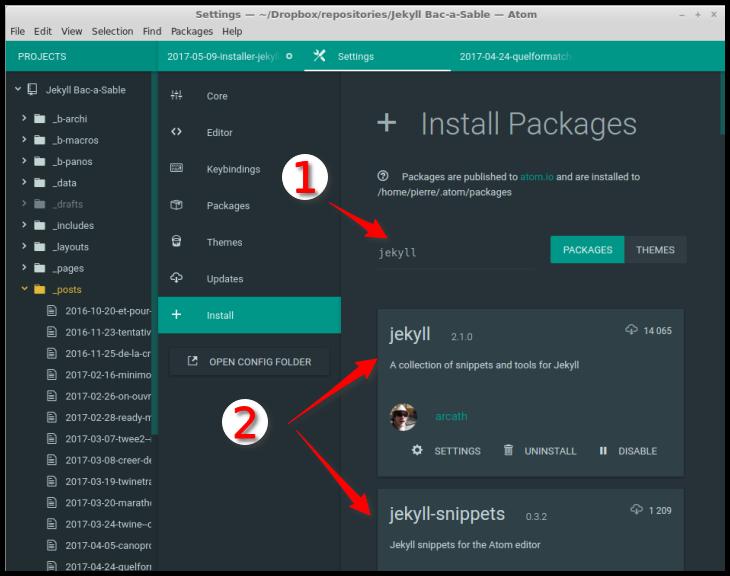 Settings — ~/Dropbox/repositories/Jekyll Bac-a-Sable — Atom
File Edit View Selection Find Packages Help
PROJECTS
2017-05-09-installer-jekyl
Settings
2017-04-24-quelformatch
Jekyll Bac-a-Sable
_b-archi
_b-macros
_b-panos
_data
_drafts
_includes
_layouts
_pages
_posts
2016-10-20-et-pour-
2016-11-23-tentativ
2016-11-25-de-la-cr
2017-02-16-minimo
2017-02-26-on-ouvr
2017-02-28-ready-m
2017-03-07-twee2--
2017-03-08-creer-de
2017-03-19-twinetra
2017-03-20-maratho
2017-03-24-twine--c
2017-04-05-canopro
2017-04-24-quelforr
Core
Editor
Keybindings
Packages
Themes
Updates
Install
OPEN CONFIG FOLDER
1
2
Install Packages
Packages are published to atom.io and are installed to
/home/pierre/.atom/packages
jekyll
PACKAGES THEMES
jekyll 2.1.0 14 065
A collection of snippets and tools for Jekyll
arcath
SETTINGS UNINSTALL DISABLE
jekyll-snippets 0.3.2 1 209
Jekyll snippets for the Atom editor